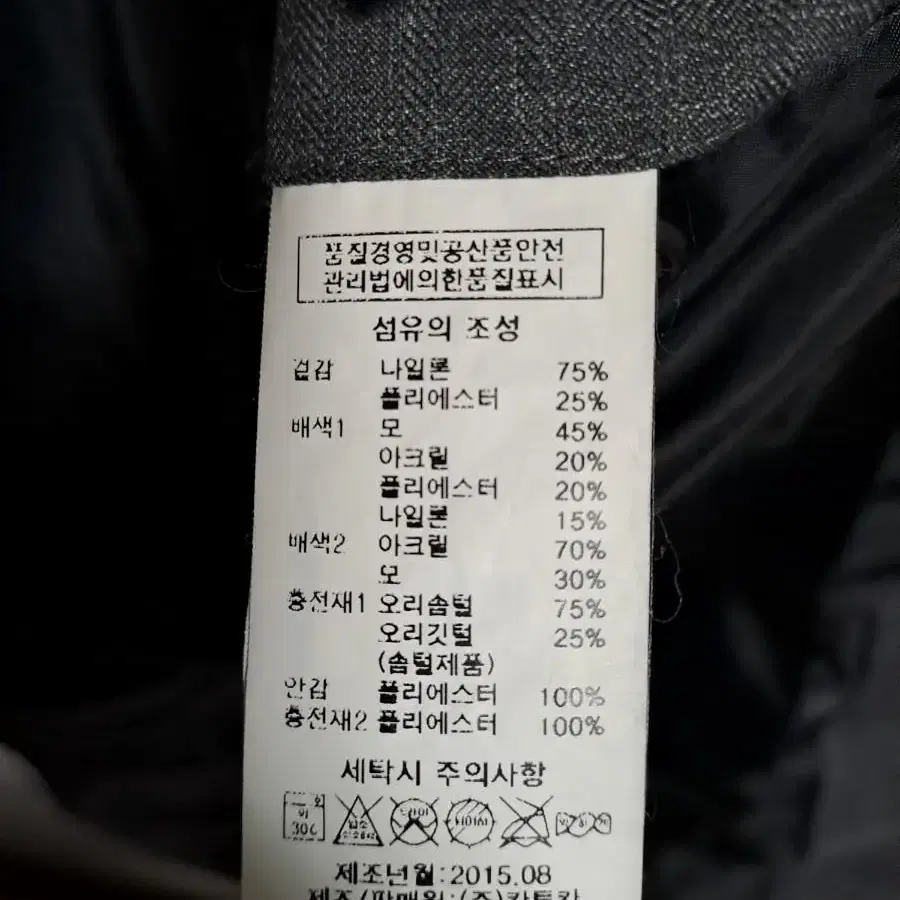 품질경영및공산품안전
관리법에의한품질표시
섬유의 조성
겉감 나일론 75%
폴리에스터 25%
배색1 모 45%
아크릴 20%
폴리에스터 20%
나일론 15%
배색2 아크릴 70%
모 30%
충전재1 오리솜털 75%
오리깃털 25%
(솜털제품)
안감 폴리에스터 100%
충전재2 폴리에스터 100%
세탁시 주의사항
제조년월:2015.08
제조/판매원:(주)